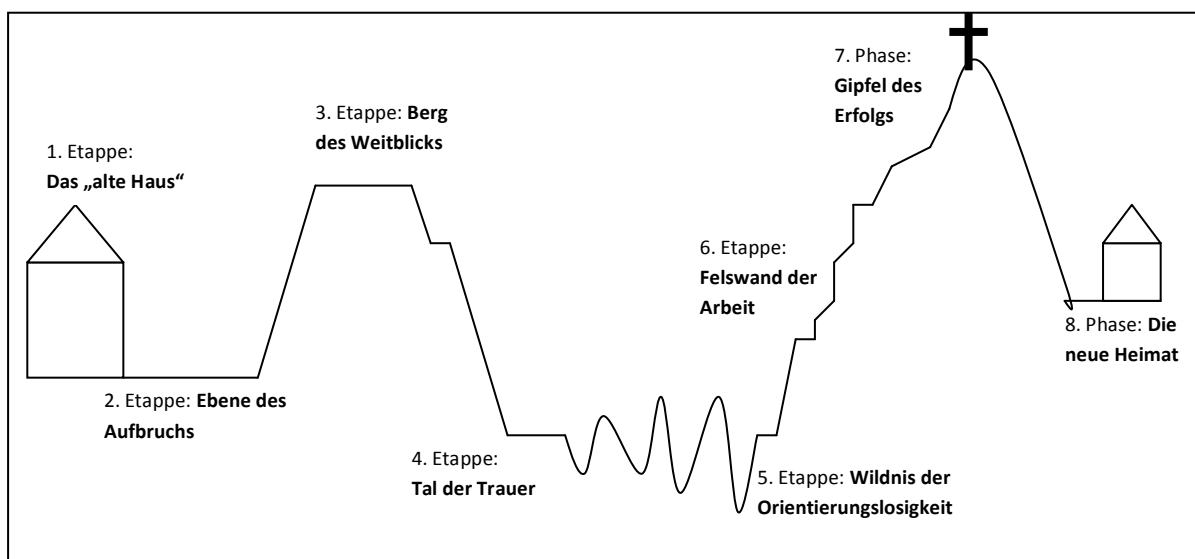 1. Etappe:
Das „alte Haus“
2. Etappe: Ebene des
Aufbruchs
3. Etappe: Berg
des Weitblicks
4. Etappe:
Tal der Trauer
5. Etappe: Wildnis der
Orientierungslosigkeit
6. Etappe:
Felswand der
Arbeit
7. Phase:
Gipfel des
Erfolgs
8. Phase: Die
neue Heimat